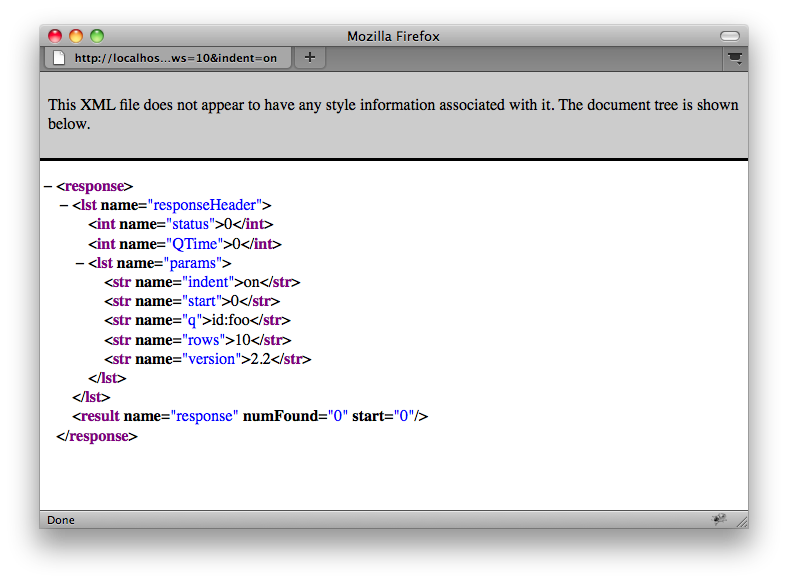 Mozilla Firefox
http://localhos...ws=10&indent=on
+
This XML file does not appear to have any style information associated with it. The document tree is shown
below.
− <response>
− <lst name="responseHeader">
<int name="status">0</int>
<int name="QTime">0</int>
− <lst name="params">
<str name="indent">on</str>
<str name="start">0</str>
<str name="q">id:foo</str>
<str name="rows">10</str>
<str name="version">2.2</str>
</lst>
</lst>
<result name="response" numFound="0" start="0"/>
</response>
Done